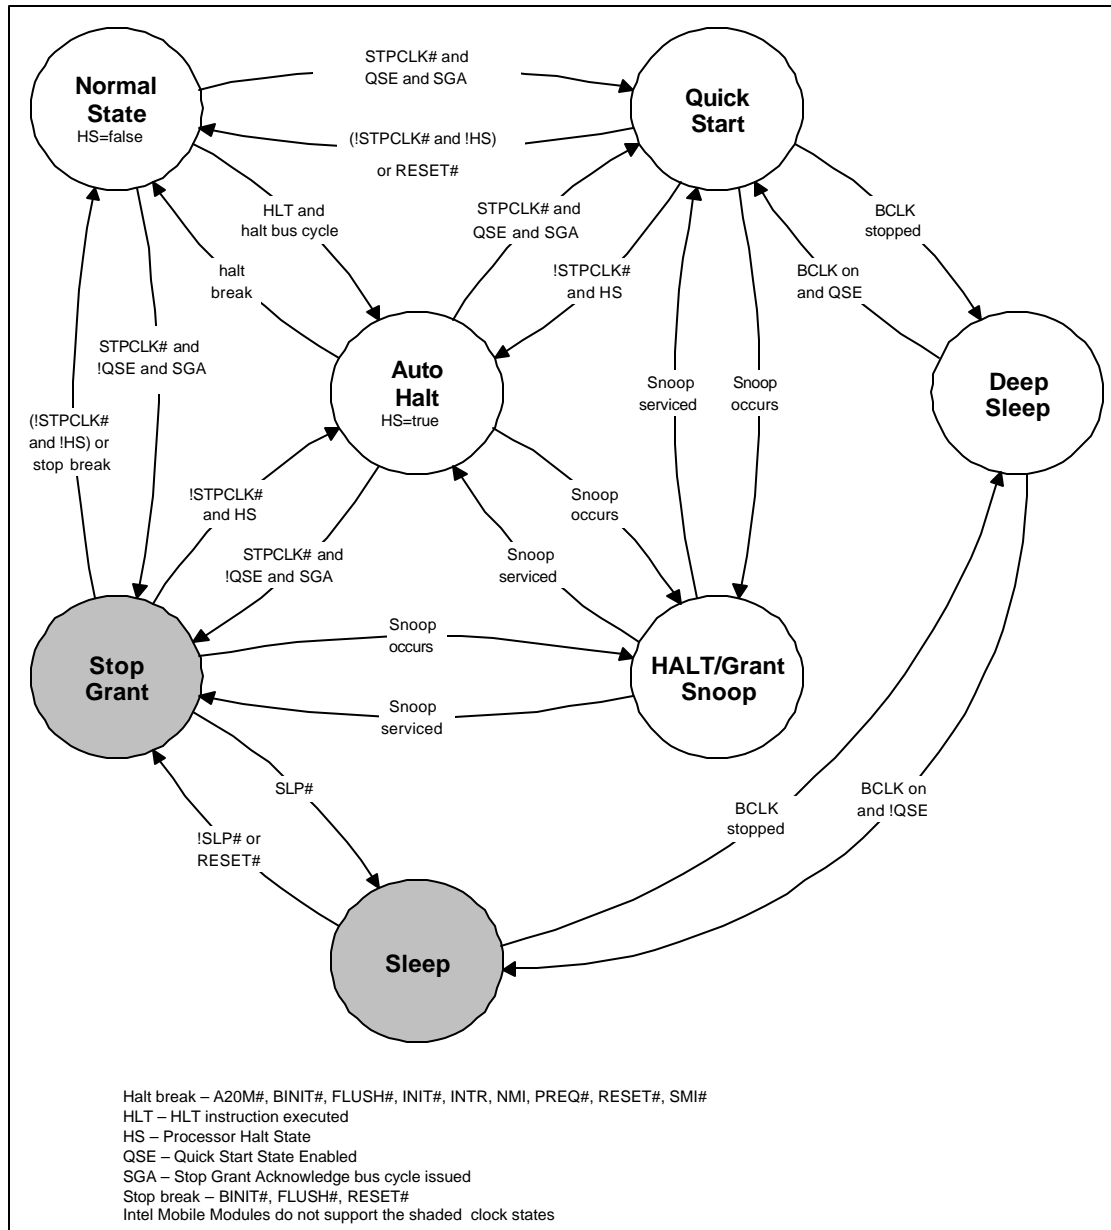 Normal
State
HS=false
STPCLK# and
QSE and SGA
Quick
Start
(!STPCLK# and !HS)
or RESET#
HLT and
halt bus cycle
STPCLK# and
QSE and SGA
BCLK
stopped
halt
break
!STPCLK#
and HS
BCLK on
and QSE
STPCLK# and
!QSE and SGA
Auto
Halt
HS=true
Snoop
serviced
Snoop
occurs
Deep
Sleep
(!STPCLK#
and !HS) or
stop break
!STPCLK#
and HS
Snoop
occurs
STPCLK# and
!QSE and SGA
Snoop
serviced
Stop
Grant
Snoop
occurs
HALT/Grant
Snoop
Snoop
serviced
SLP#
BCLK
stopped
BCLK on
and !QSE
!SLP# or
RESET#
Sleep
Halt break – A20M#, BINIT#, FLUSH#, INIT#, INTR, NMI, PREQ#, RESET#, SMI#
HLT – HLT instruction executed
HS – Processor Halt State
QSE – Quick Start State Enabled
SGA – Stop Grant Acknowledge bus cycle issued
Stop break – BINIT#, FLUSH#, RESET#
Intel Mobile Modules do not support the shaded clock states